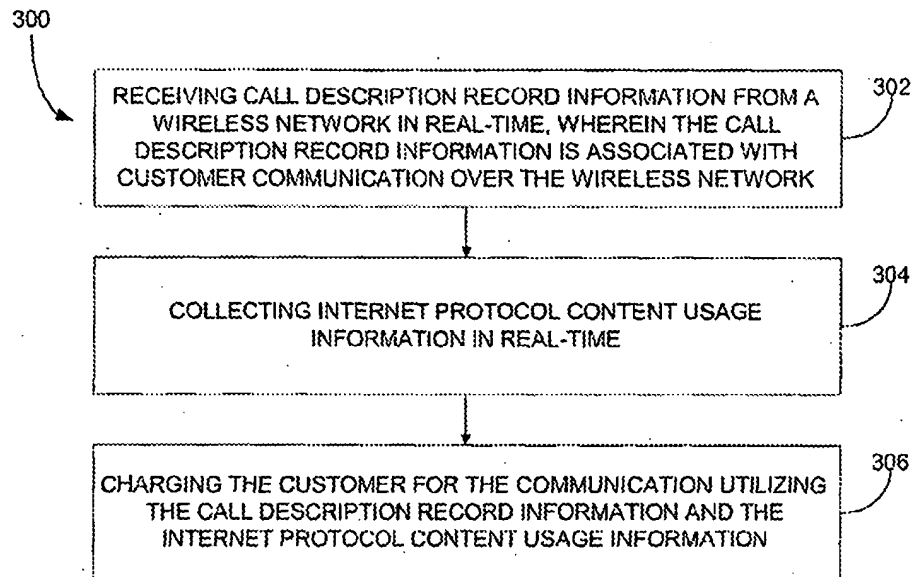 300
RECEIVING CALL DESCRIPTION RECORD INFORMATION FROM A
WIRELESS NETWORK IN REAL-TIME, WHEREIN THE CALL
DESCRIPTION RECORD INFORMATION IS ASSOCIATED WITH
CUSTOMER COMMUNICATION OVER THE WIRELESS NETWORK
302
COLLECTING INTERNET PROTOCOL CONTENT USAGE
INFORMATION IN REAL-TIME
304
CHARGING THE CUSTOMER FOR THE COMMUNICATION UTILIZING
THE CALL DESCRIPTION RECORD INFORMATION AND THE
INTERNET PROTOCOL CONTENT USAGE INFORMATION
306